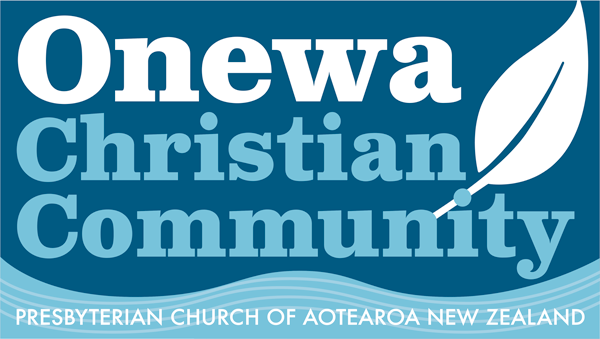 Onewa
Christian
Community
PRESBYTERIAN CHURCH OF AOTEAROA NEW ZEALAND